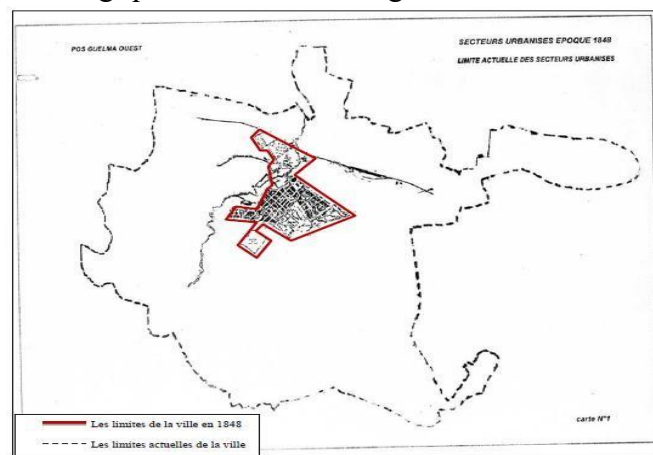 POS GUELMA OUEST
SECTEURS URBANISES EPOQUE 1848
LIMITE ACTUELLE DES SECTEURS URBANISES
carte N°1
Les limites de la ville en 1848
Les limites actuelles de la ville